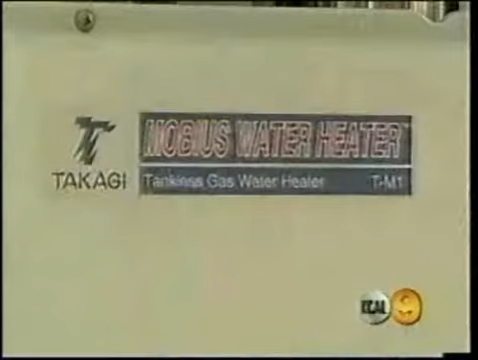 TAKAGI
MOBIUS WATER HEATER
Tankless Gas Water Heater T-M1
KCAL 9